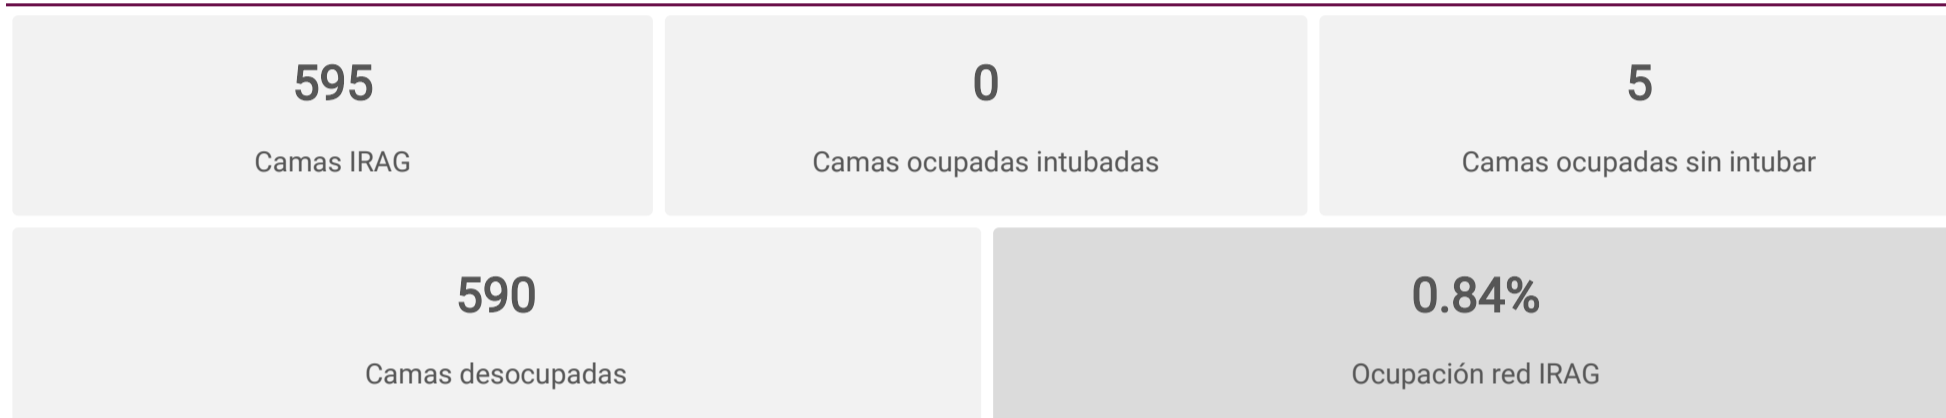 595
Camas IRAG
0
Camas ocupadas intubadas
5
Camas ocupadas sin intubar
590
Camas desocupadas
0.84%
Ocupación red IRAG